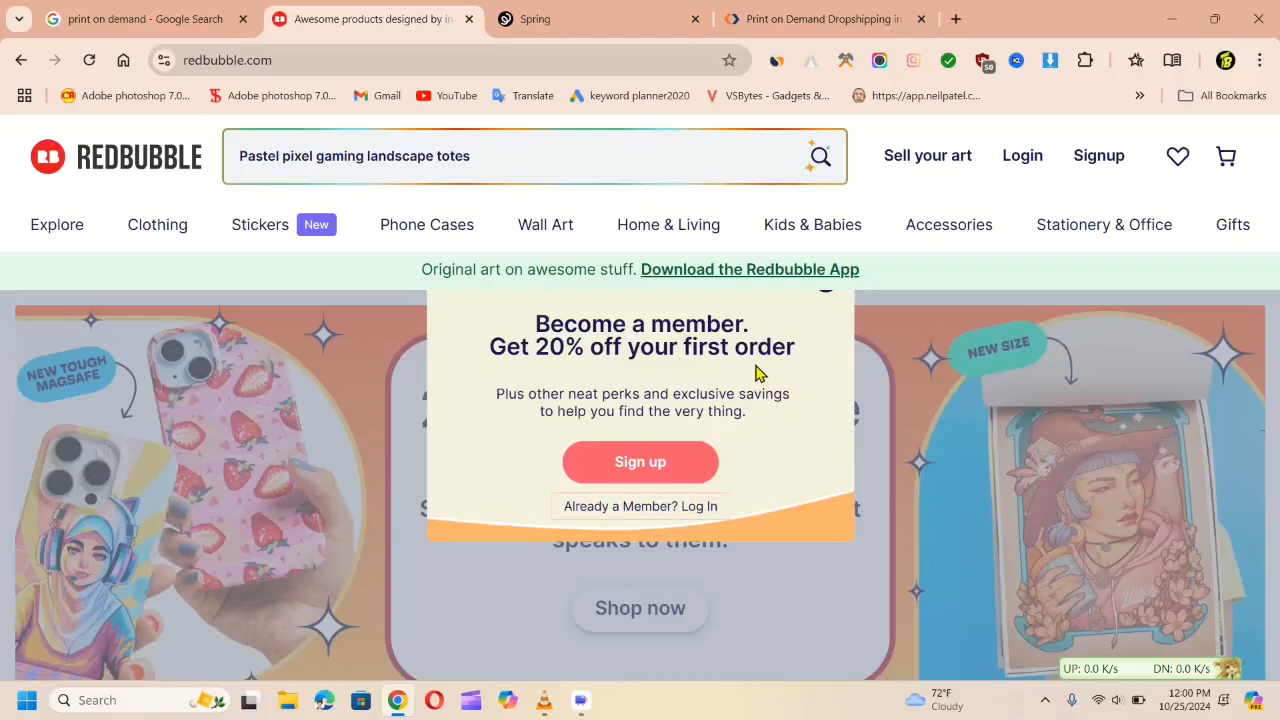 print on demand - Google Search
Awesome products designed by in
Spring
Print on Demand Dropshipping in
redbubble.com
50
Adobe photoshop 7.0...
Adobe photoshop 7.0...
Gmail
YouTube
Translate
keyword planner2020
VSBytes - Gadgets &...
https://app.neilpatel.c...
All Bookmarks
RB REDBUBBLE
Pastel pixel gaming landscape totes
Sell your art
Login
Signup
Explore
Clothing
Stickers New
Phone Cases
Wall Art
Home & Living
Kids & Babies
Accessories
Stationery & Office
Gifts
Original art on awesome stuff. Download the Redbubble App
Become a member.
Get 20% off your first order
Plus other neat perks and exclusive savings
to help you find the very thing.
Sign up
Already a Member? Log In
speaks to them.
Shop now
NEW TOUGH
MAGSAFE
NEW SIZE
UP: 0.0 K/s DN: 0.0 K/s
Search
72°F
Cloudy
12:00 PM
10/25/2024
PRE